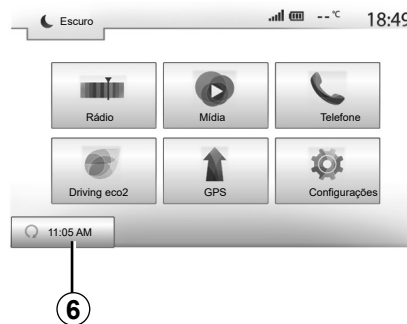 Escuro
--°C
18:49
Rádio
Mídia
Telefone
Driving eco2
GPS
Configurações
11:05 AM
6